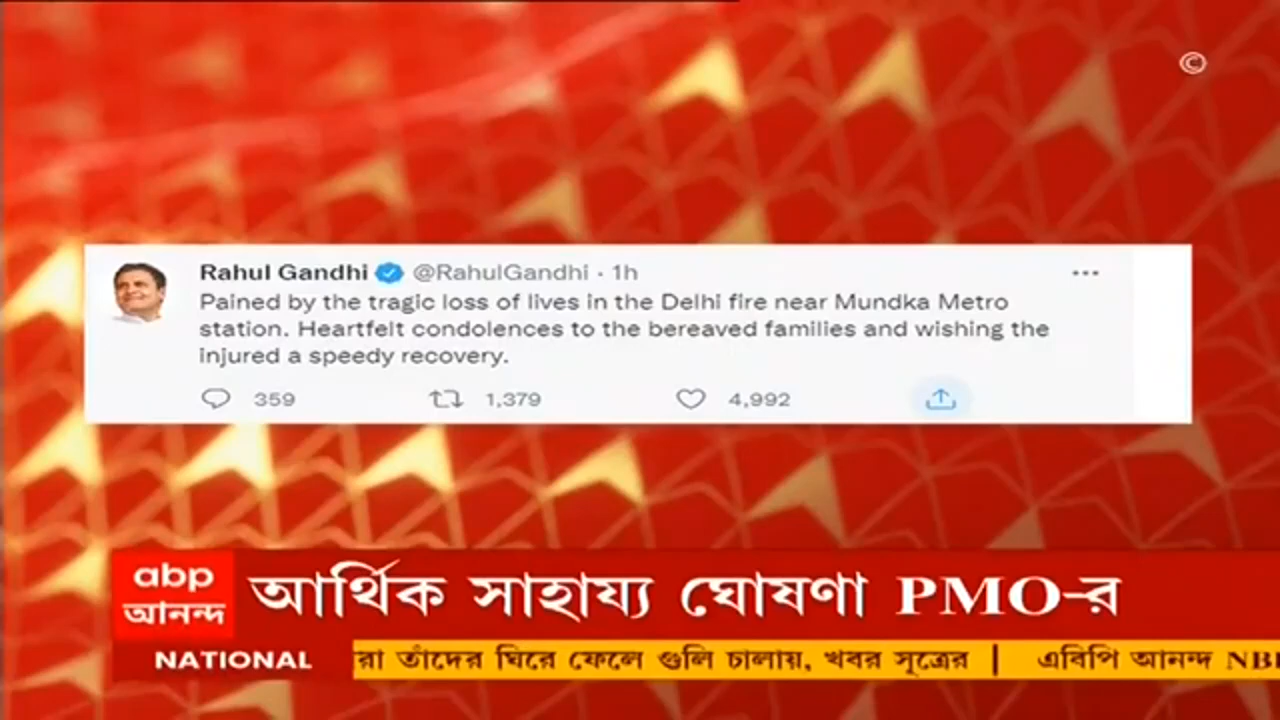 ©
Rahul Gandhi @RahulGandhi · 1h
Pained by the tragic loss of lives in the Delhi fire near Mundka Metro
station. Heartfelt condolences to the bereaved families and wishing the
injured a speedy recovery.
359 1,379 4,992
abp
আনন্দ
আর্থিক সাহায্য ঘোষণা PMO-র
NATIONAL
রা তাঁদের ঘিরে ফেলে গুলি চালায়, খবর সূত্রের | এবিপি আনন্দ